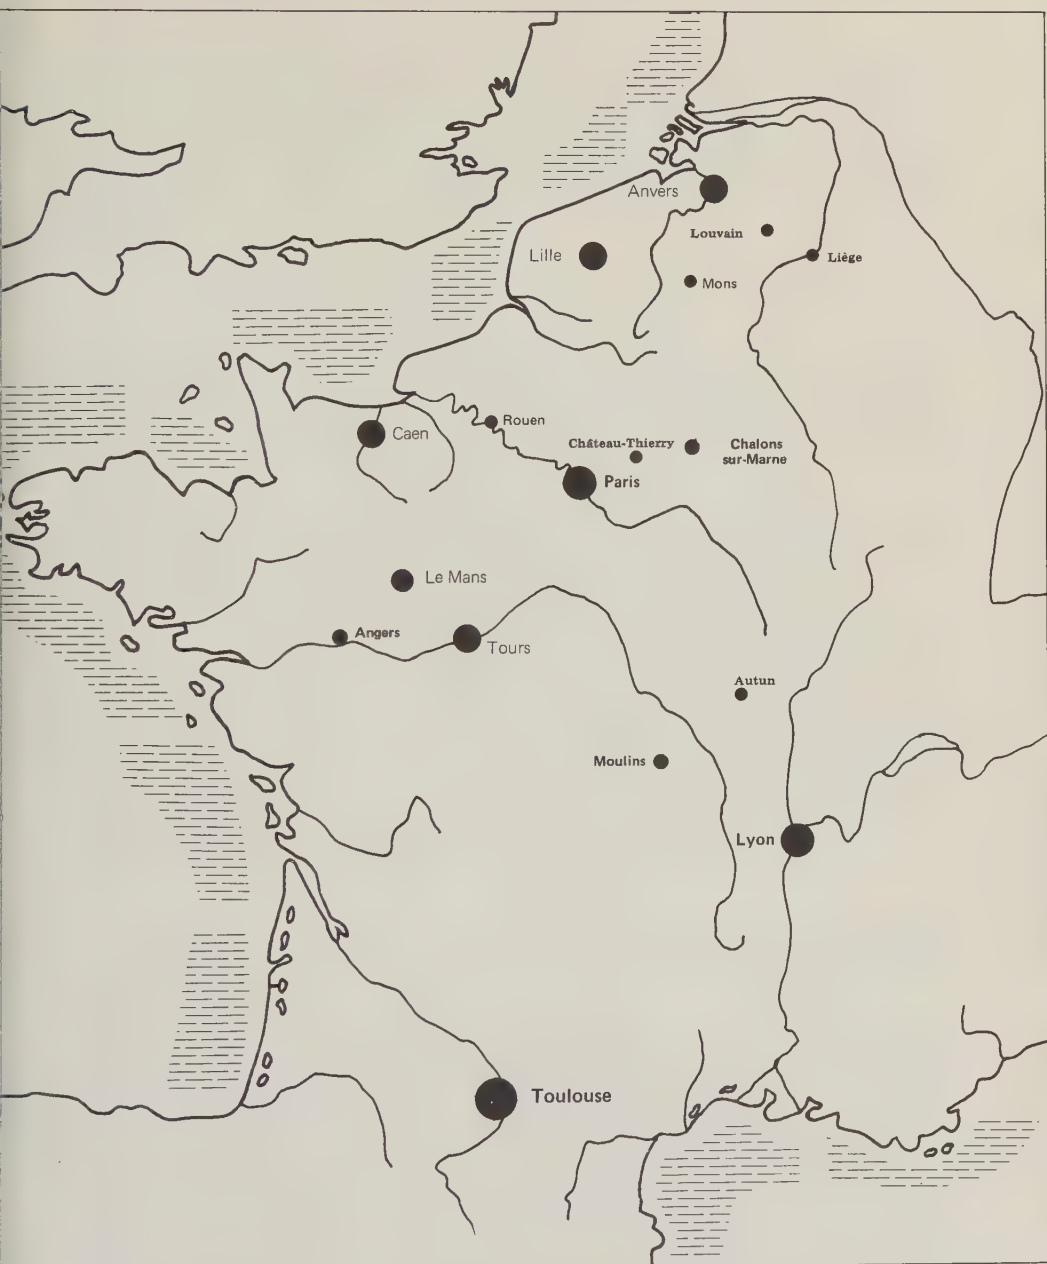 Anvers
Louvain
Lille
Liège
Mons
Rouen
Caen
Château-Thierry
Chalons
sur-Marne
Paris
Le Mans
Angers
Tours
Autun
Moulins
Lyon
Toulouse